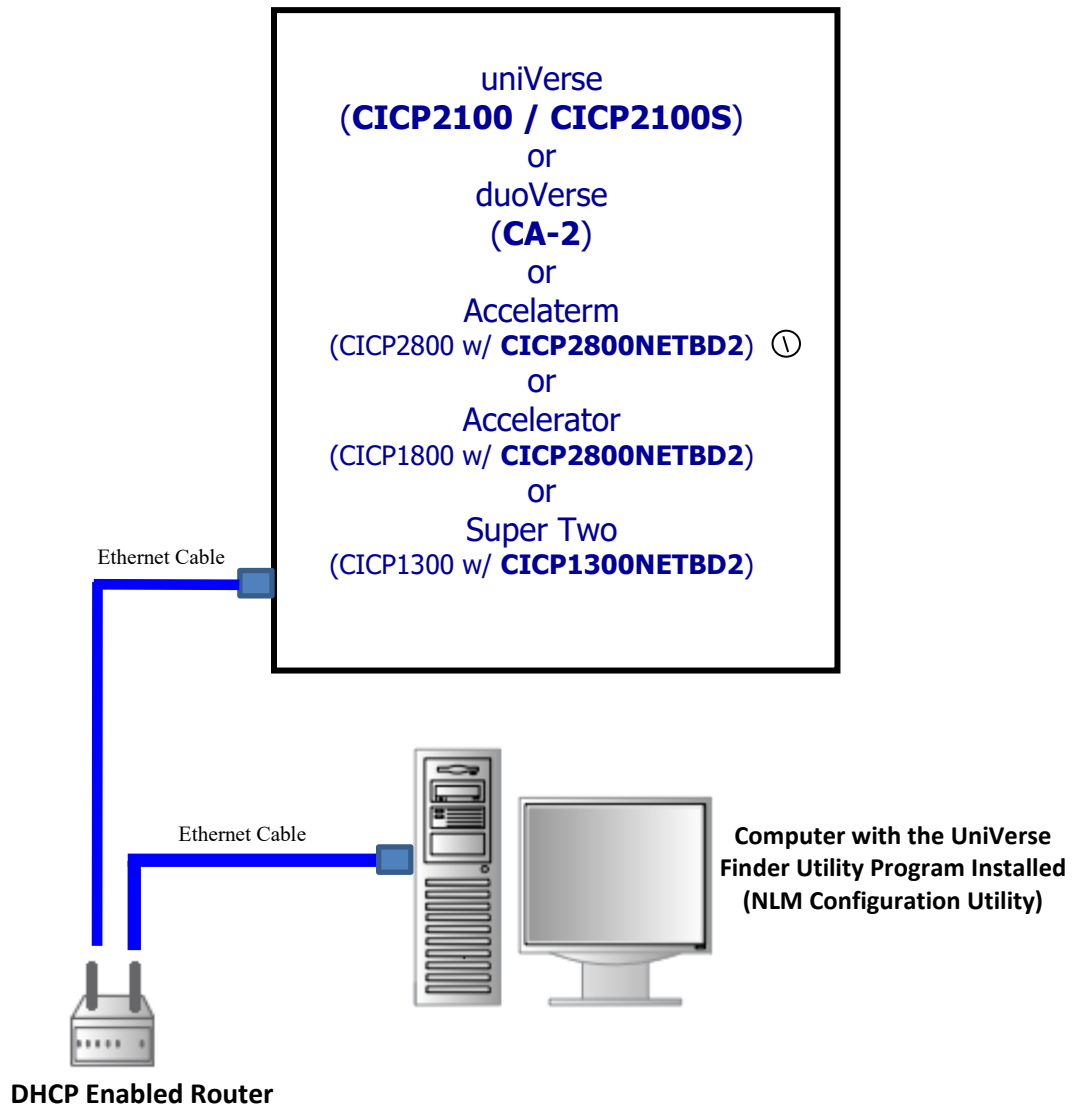 uniVerse
(CICP2100 / CICP2100S)
or
duoVerse
(CA-2)
or
Accelaterm
(CICP2800 w/ CICP2800NETBD2)
or
Accelerator
(CICP1800 w/ CICP2800NETBD2)
or
Super Two
(CICP1300 w/ CICP1300NETBD2)
Ethernet Cable
Ethernet Cable
Computer with the UniVerse
Finder Utility Program Installed
(NLM Configuration Utility)
DHCP Enabled Router